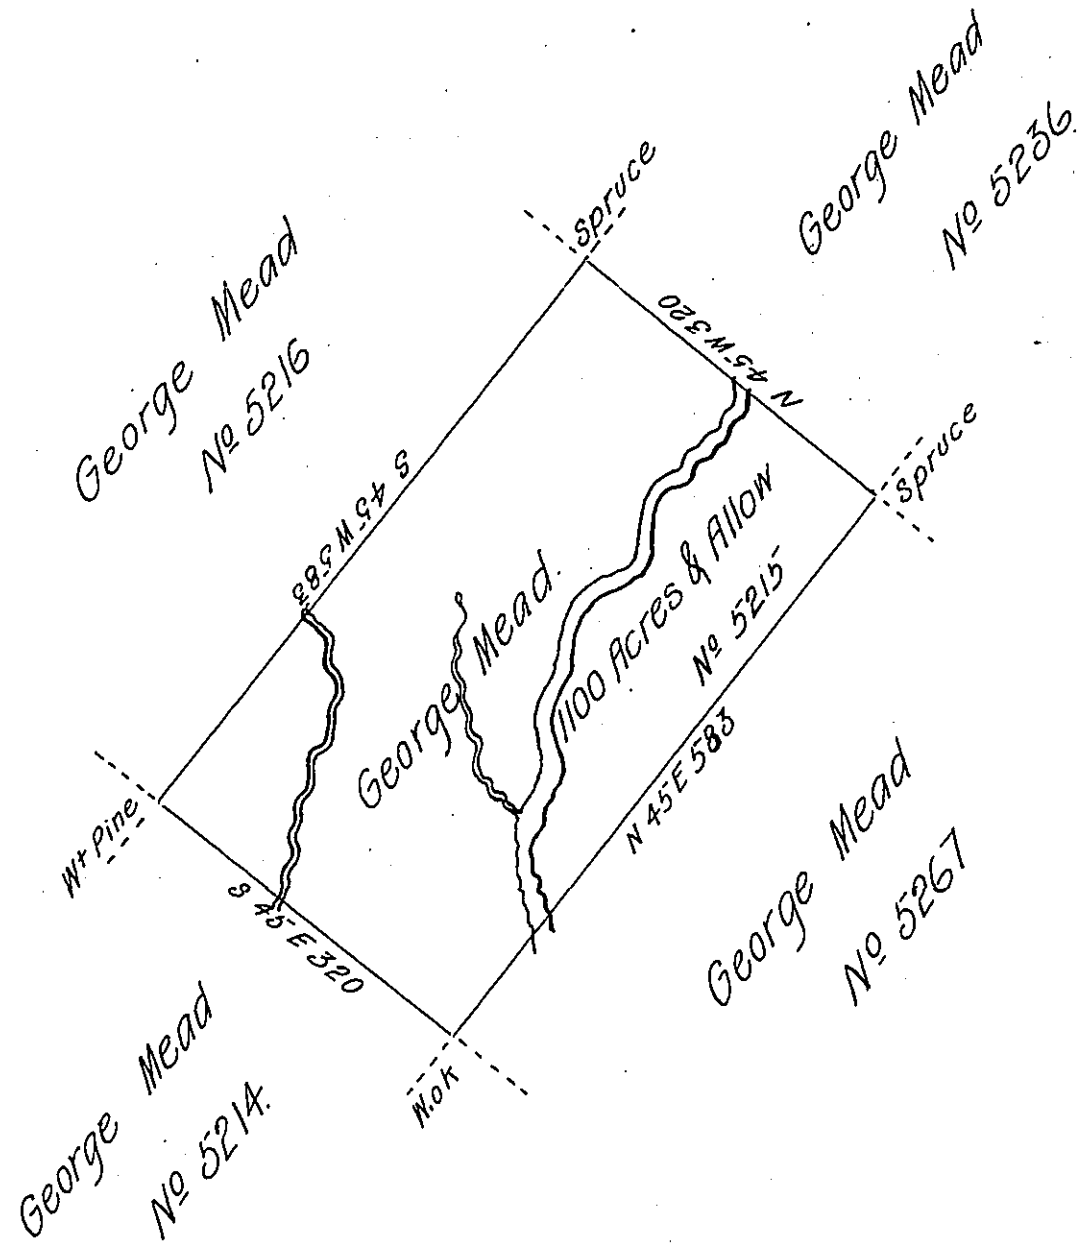 George Mead
Nº 5236.
Spruce
George Mead
Nº 5216
N 45 W 320
Spruce
S 45 W 583
George Mead.
1100 Acres & Allow
Nº 5215
N 45 E 583
Wt Pine
S 45 E 320
George Mead
Nº 5267
W.ok
George Mead
Nº 5214.